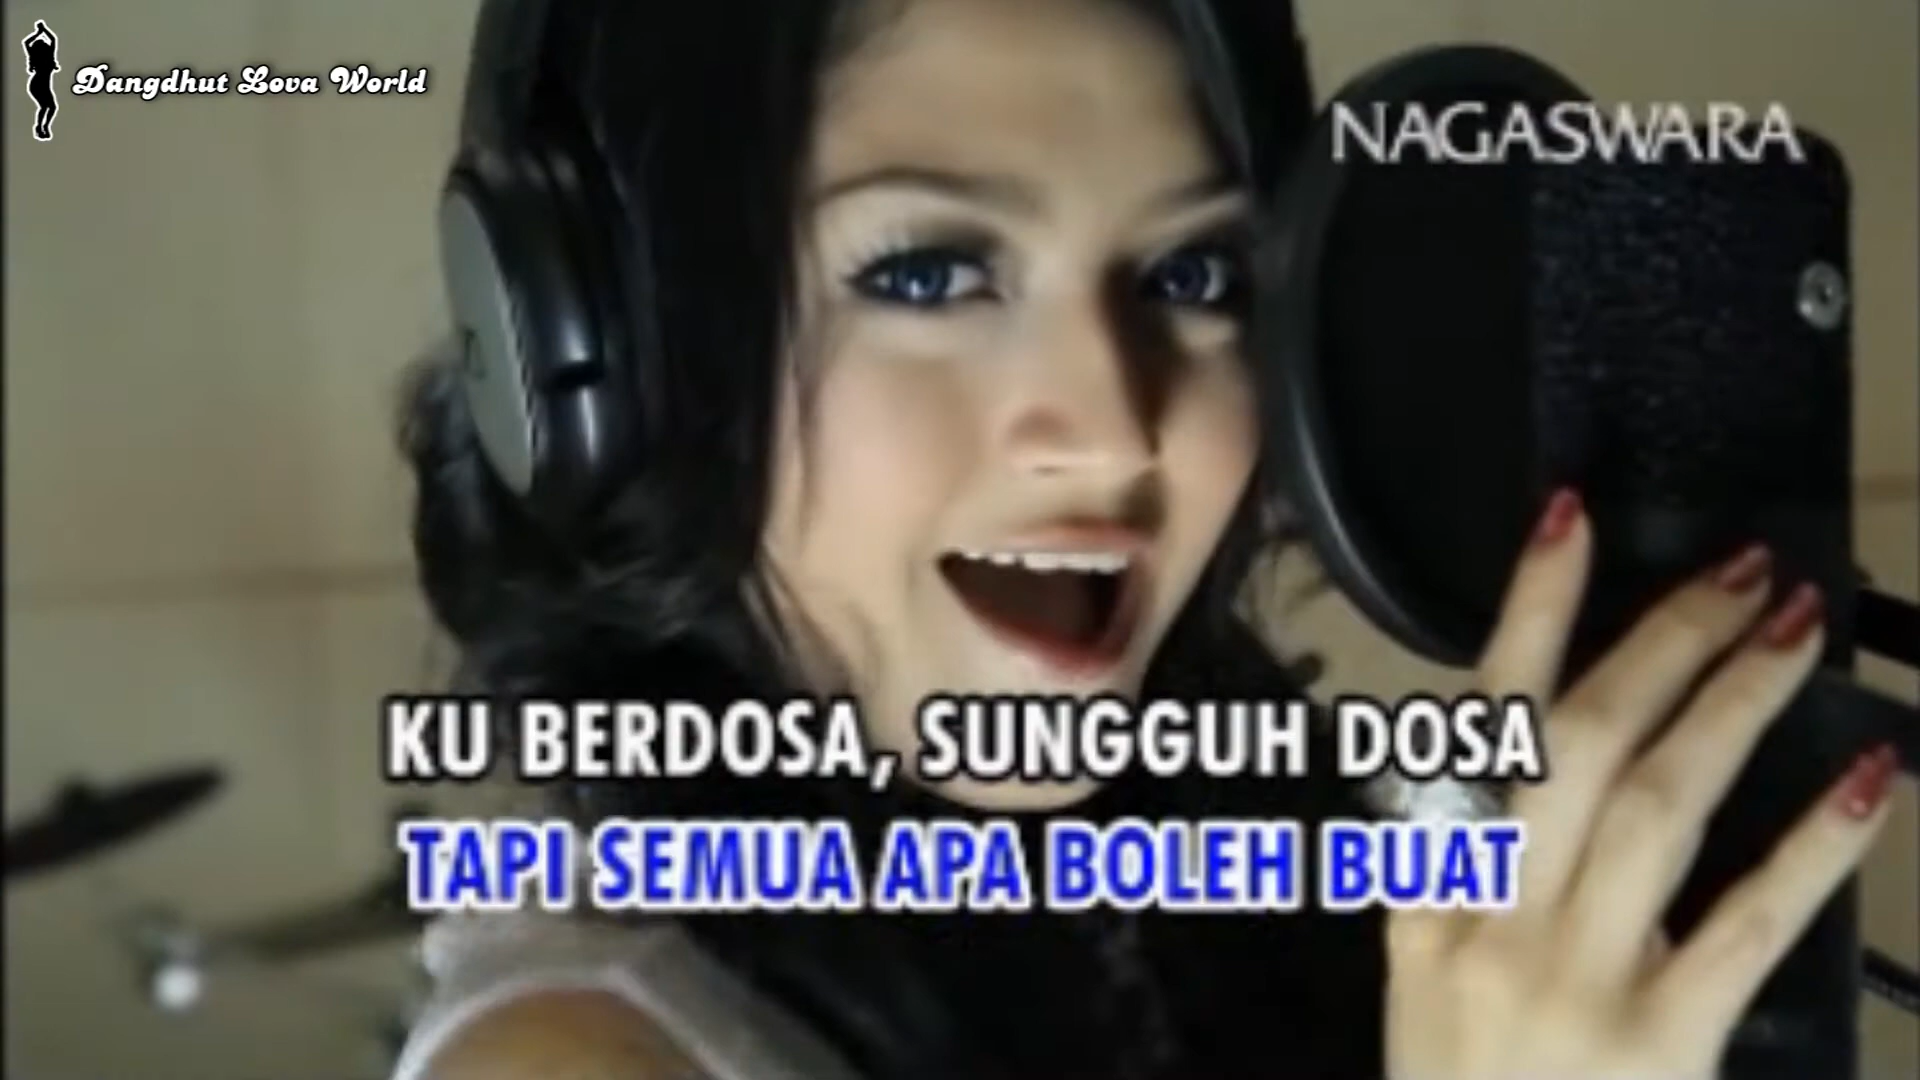 Dangdhut Lova World
NAGASWARA
KU BERDOSA, SUNGGUH DOSA
TAPI SEMUA APA BOLEH BUAT